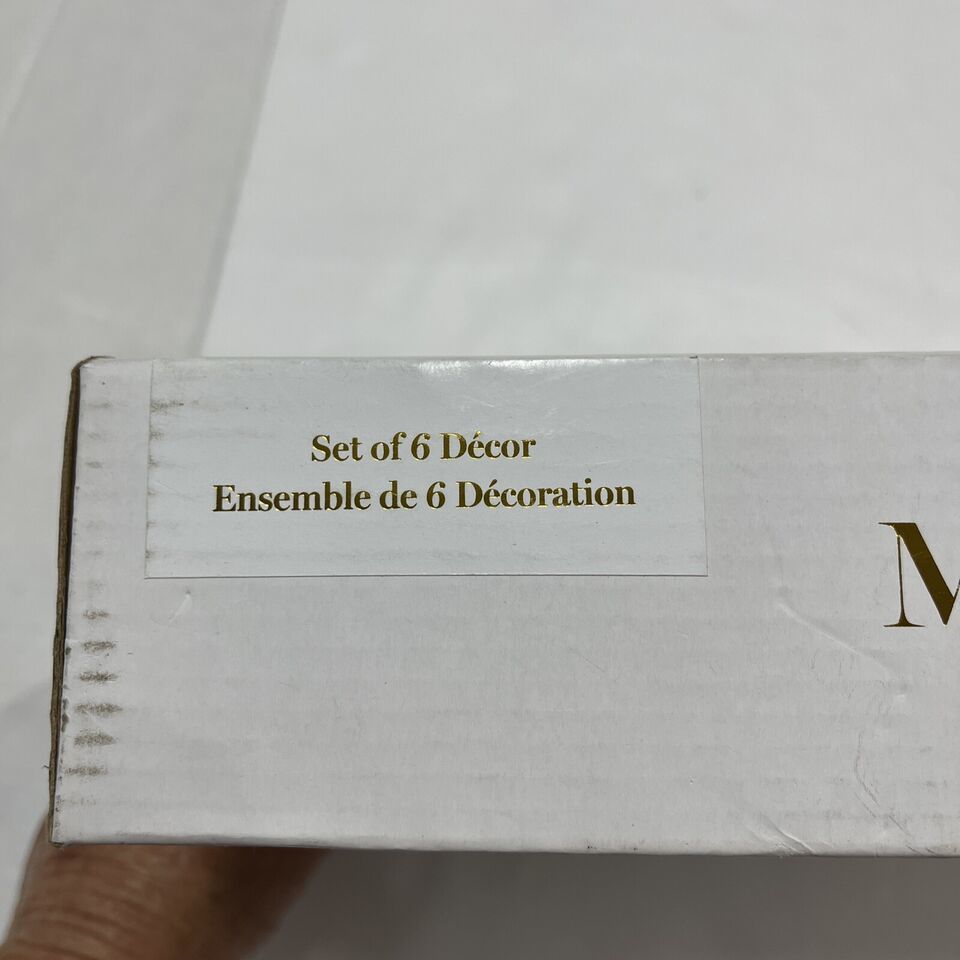 Set of 6 Décor
Ensemble de 6 Décoration
M